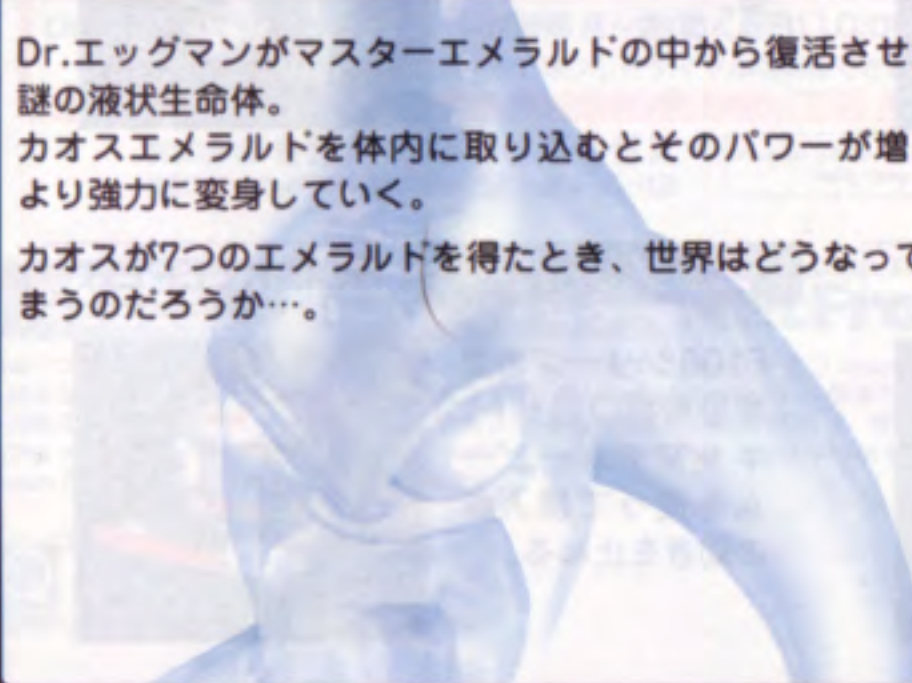 Dr.エッグマンがマスターエメラルドの中から復活させ
謎の液状生命体。
カオスエメラルドを体内に取り込むとそのパワーが増
より強力に変身していく。
カオスが7つのエメラルドを得たとき、世界はどうなって
まうのだろうか…。